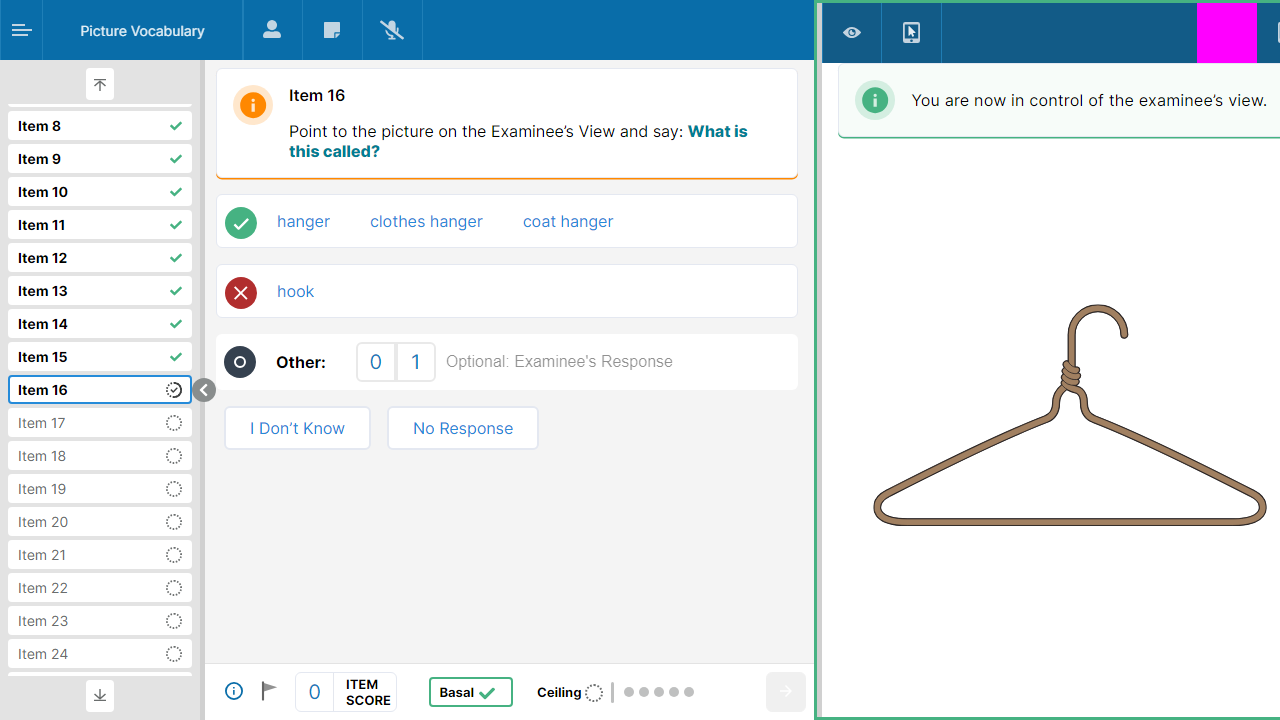 Picture Vocabulary
Item 8
Item 9
Item 10
Item 11
Item 12
Item 13
Item 14
Item 15
Item 16
Item 17
Item 18
Item 19
Item 20
Item 21
Item 22
Item 23
Item 24
Item 16
Point to the picture on the Examinee’s View and say: What is
this called?
hanger clothes hanger coat hanger
hook
Other: 0 1 Optional: Examinee's Response
I Don’t Know No Response
0 ITEM
SCORE
Basal
Ceiling
You are now in control of the examinee’s view.